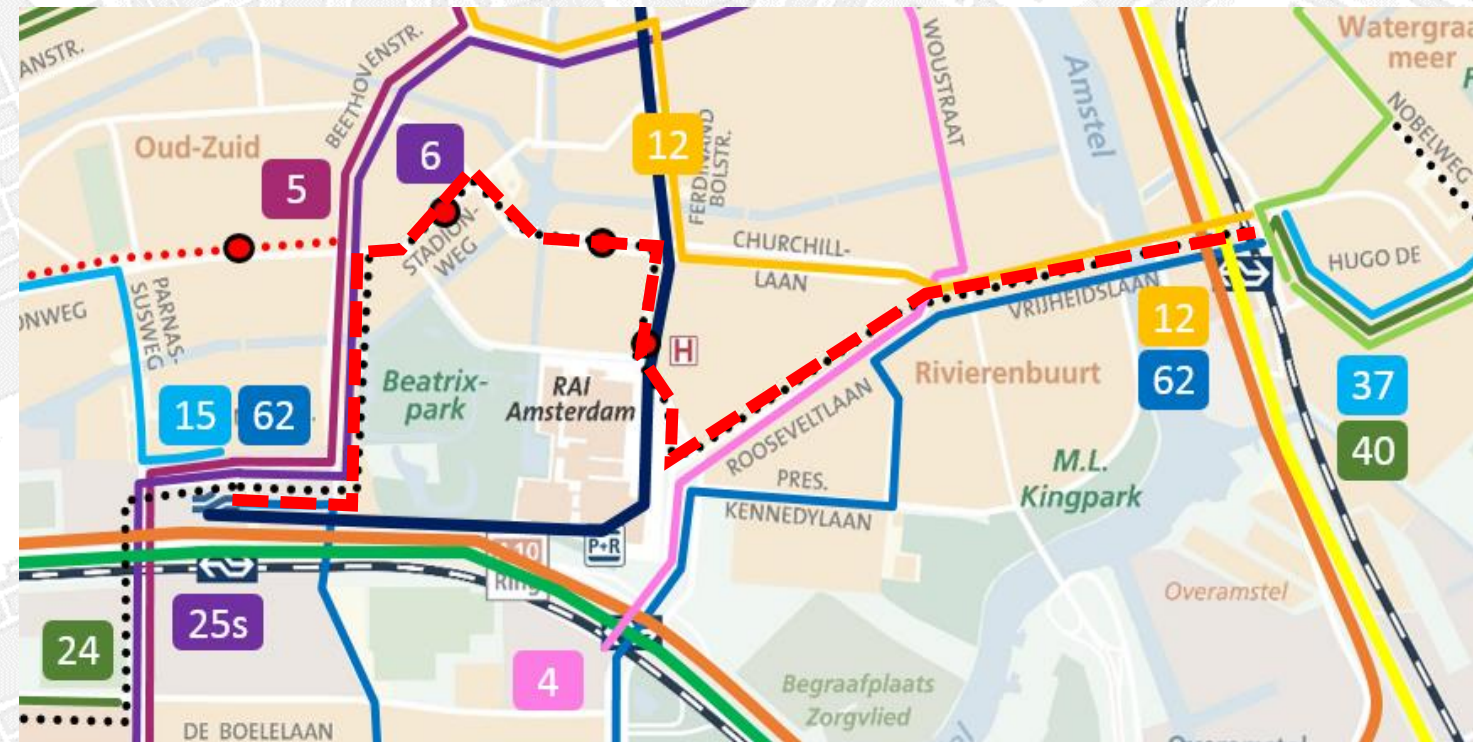 ANSTR.
BEETHOVENSTR.
WOUSTRAAT
Watergraa
meer
Amstel
NOBELWEG
Oud-Zuid
5
6
12
FERDINAND
BOLSTR.
STADION-
WEG
CHURCHILL-
LAAN
HUGO DE
VRIJHEIDSLAAN
ONWEG
PARNAS-
SUSWEG
H
12
62
Beatrix-
park
RAI
Amsterdam
Rivierenbuurt
37
40
15
62
ROOSEVELTLAAN
PRES.
KENNEDYLAAN
M.L.
Kingpark
P+R
Ring
Overamstel
25s
24
4
Begraafplaats
Zorgvlied
DE BOELELAAN